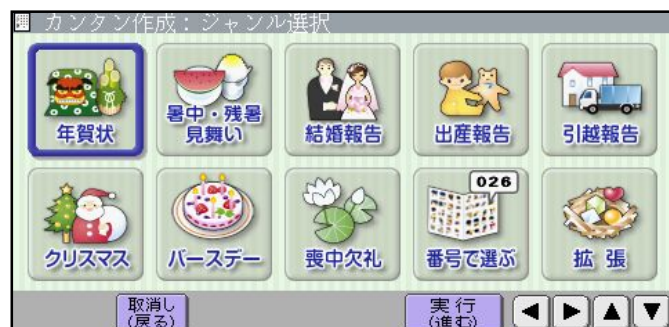 カンタン作成：ジャンル選択
年賀状
暑中・残暑
見舞い
結婚報告
出産報告
引越報告
クリスマス
バースデー
喪中欠礼
026
番号で選ぶ
拡張
取消し
(戻る)
実行
(進む)